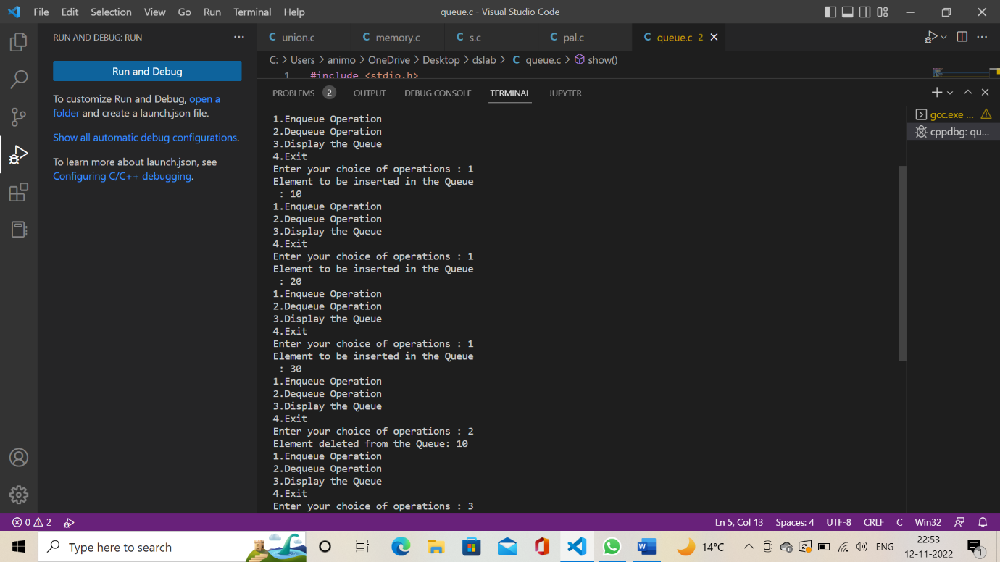 File Edit Selection View Go Run Terminal Help
queue.c - Visual Studio Code
RUN AND DEBUG: RUN
Run and Debug
To customize Run and Debug, open a
folder and create a launch.json file.
Show all automatic debug configurations.
To learn more about launch.json, see
Configuring C/C++ debugging.
C union.c C memory.c C s.c C pal.c C queue.c 2
C: > Users > animo > OneDrive > Desktop > dslab > C queue.c > show()
1 #include <stdio.h>
PROBLEMS 2 OUTPUT DEBUG CONSOLE TERMINAL JUPYTER
gcc.exe ...
cppdbg: qu...
1.Enqueue Operation
2.Dequeue Operation
3.Display the Queue
4.Exit
Enter your choice of operations : 1
Element to be inserted in the Queue
: 10
1.Enqueue Operation
2.Dequeue Operation
3.Display the Queue
4.Exit
Enter your choice of operations : 1
Element to be inserted in the Queue
: 20
1.Enqueue Operation
2.Dequeue Operation
3.Display the Queue
4.Exit
Enter your choice of operations : 1
Element to be inserted in the Queue
: 30
1.Enqueue Operation
2.Dequeue Operation
3.Display the Queue
4.Exit
Enter your choice of operations : 2
Element deleted from the Queue: 10
1.Enqueue Operation
2.Dequeue Operation
3.Display the Queue
4.Exit
Enter your choice of operations : 3
0 2
Ln 5, Col 13 Spaces: 4 UTF-8 CRLF C Win32
Type here to search
14°C
ENG
22:53
12-11-2022
1